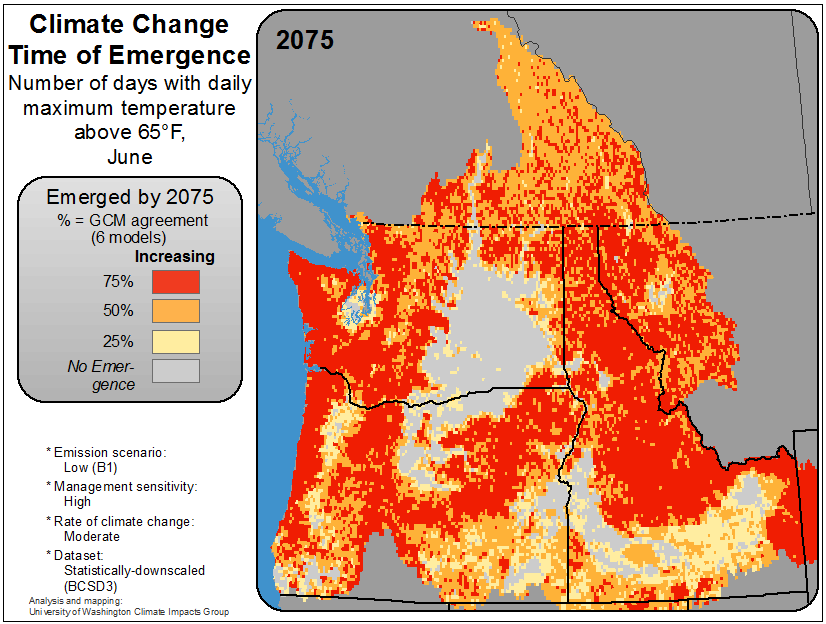 Climate Change
Time of Emergence
Number of days with daily
maximum temperature
above 65°F,
June
2075
Emerged by 2075
% = GCM agreement
(6 models)
Increasing
75%
50%
25%
No Emer-
gence
* Emission scenario:
Low (B1)
* Management sensitivity:
High
* Rate of climate change:
Moderate
* Dataset:
Statistically-downscaled
(BCSD3)
Analysis and mapping:
University of Washington Climate Impacts Group